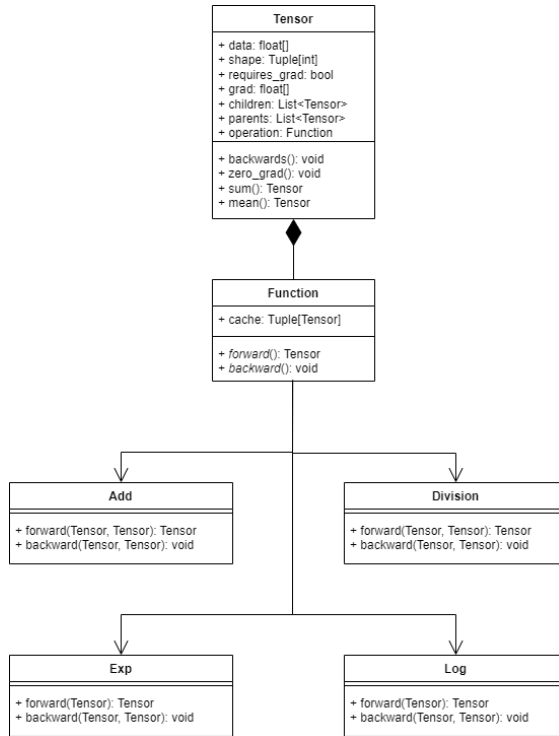 Tensor
+ data: float[]
+ shape: Tuple[int]
+ requires_grad: bool
+ grad: float[]
+ children: List<Tensor>
+ parents: List<Tensor>
+ operation: Function
+ backwards(): void
+ zero_grad(): void
+ sum(): Tensor
+ mean(): Tensor
Function
+ cache: Tuple[Tensor]
+ forward(): Tensor
+ backward(): void
Add
+ forward(Tensor, Tensor): Tensor
+ backward(Tensor, Tensor): void
Division
+ forward(Tensor, Tensor): Tensor
+ backward(Tensor, Tensor): void
Exp
+ forward(Tensor): Tensor
+ backward(Tensor, Tensor): void
Log
+ forward(Tensor): Tensor
+ backward(Tensor, Tensor): void